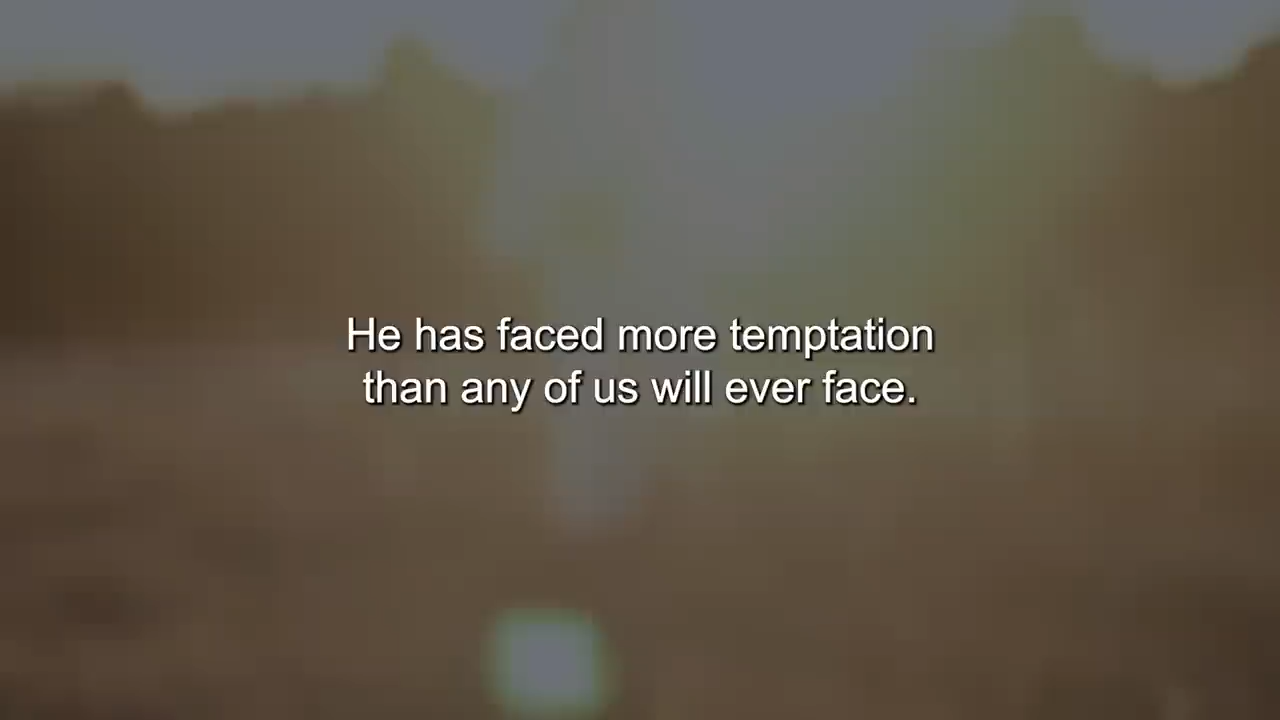 He has faced more temptation
than any of us will ever face.